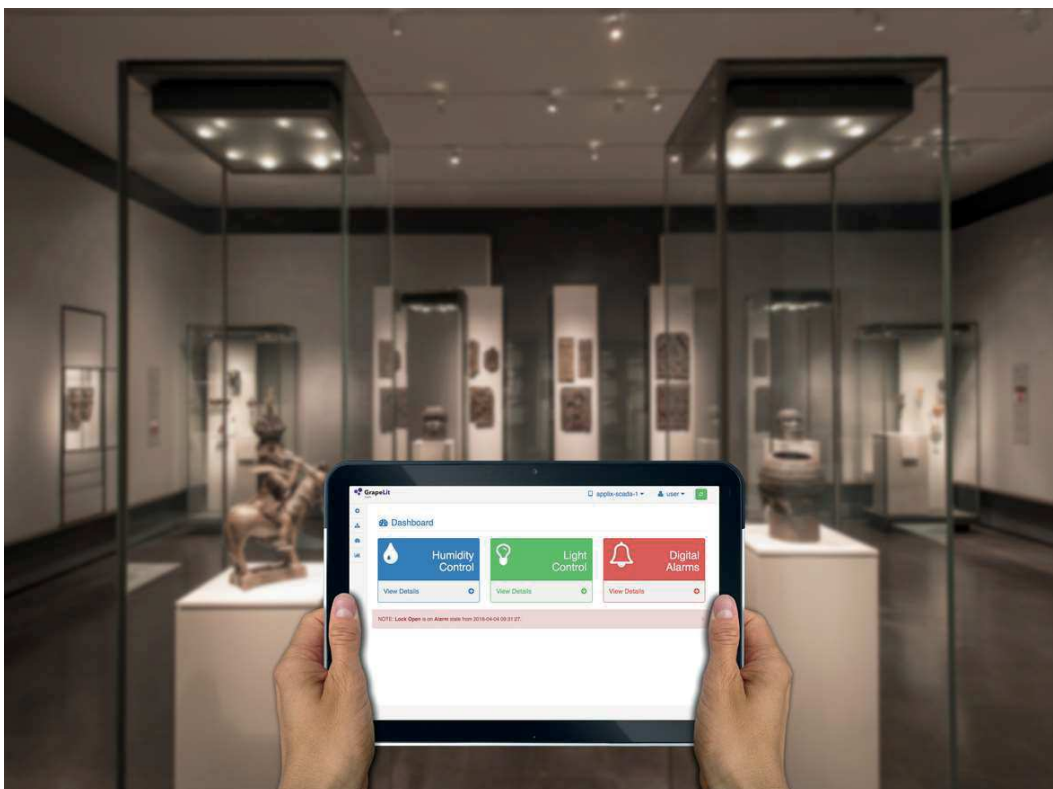 GrapeLit
applix-scada-1
user
Dashboard
Humidity
Control
Light
Control
Digital
Alarms
View Details
View Details
View Details
NOTE: Lock Open is on Alarm state from 2016-04-04 09:31:27.